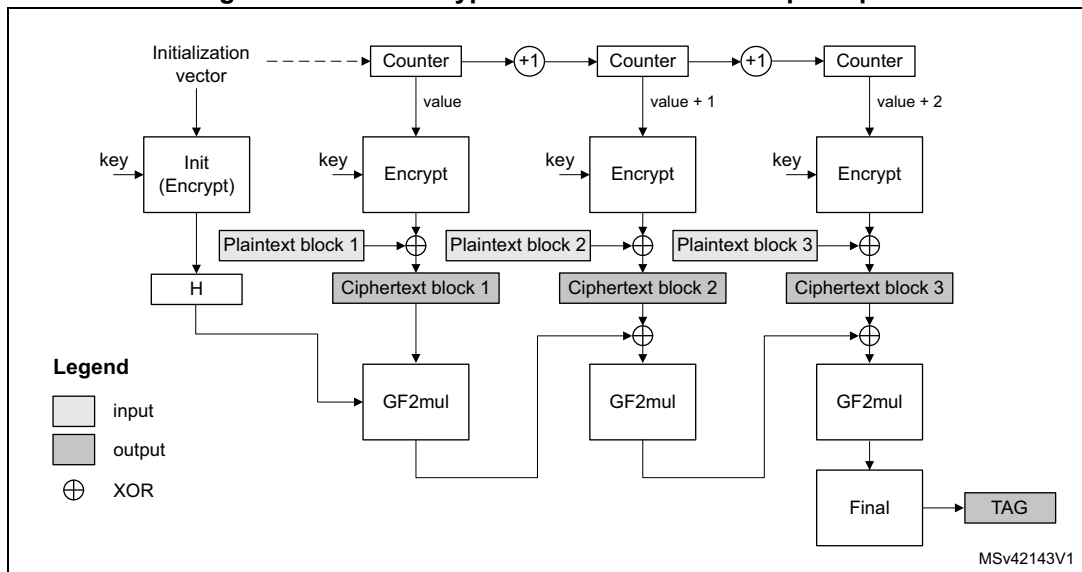 Initialization
vector
Counter
+1
Counter
+1
Counter
value
value + 1
value + 2
key
Init
(Encrypt)
key
Encrypt
key
Encrypt
key
Encrypt
Plaintext block 1
Plaintext block 2
Plaintext block 3
H
Ciphertext block 1
Ciphertext block 2
Ciphertext block 3
Legend
input
output
XOR
GF2mul
GF2mul
GF2mul
Final
TAG
MSv42143V1